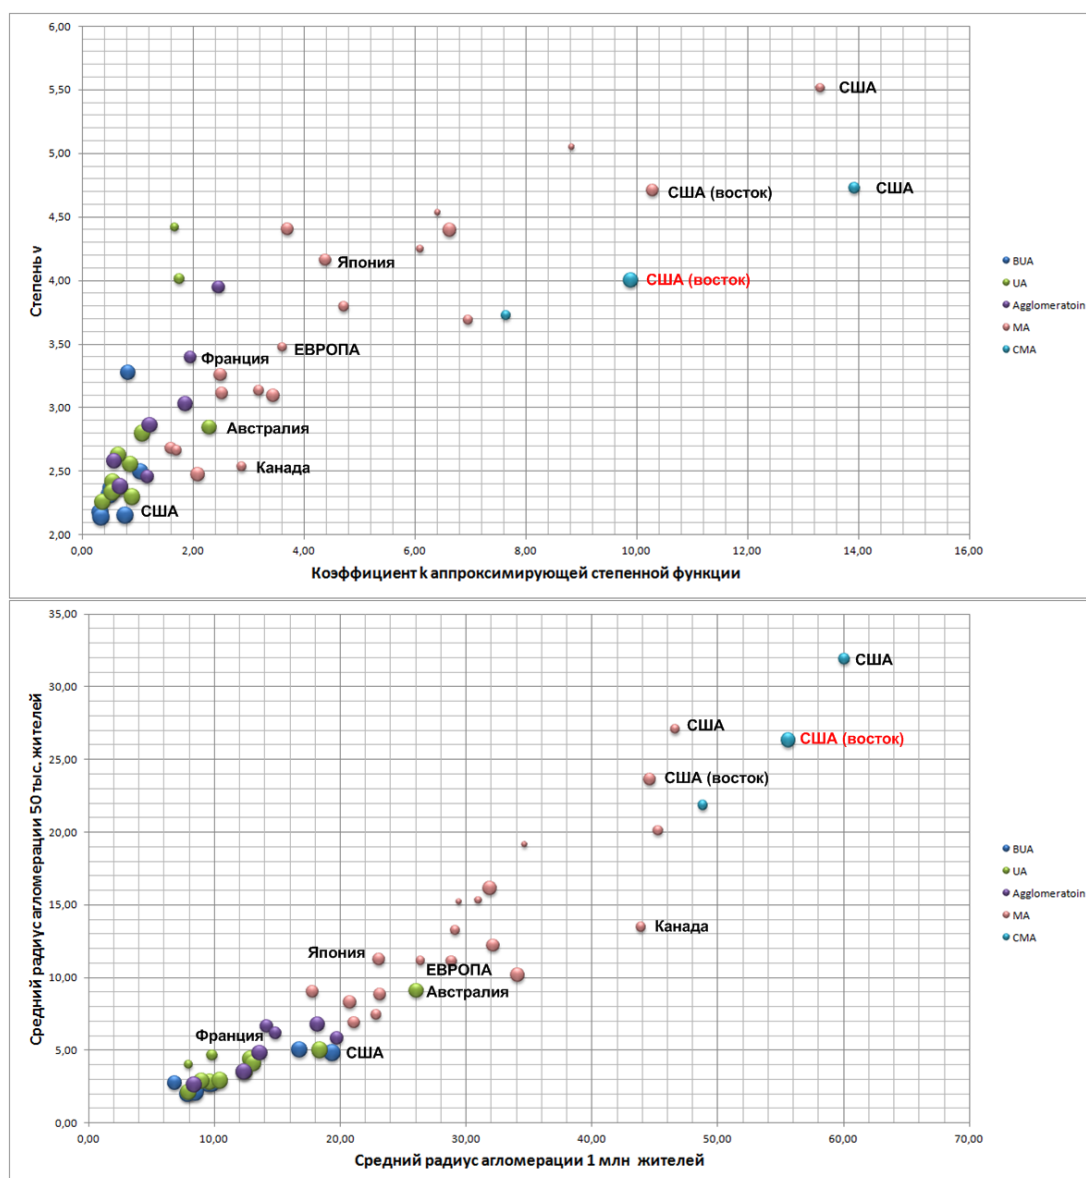 6,00
США
5,50
5,00
США (восток)
США
4,50
Япония
4,00
США (восток)
BUA
UA
Agglomeratoin
MA
CMA
Степень v
3,50
ЕВРОПА
Франция
3,00
Австралия
2,50
Канада
США
2,00
0,00
2,00
4,00
6,00
8,00
10,00
12,00
14,00
16,00
Коэффициент k аппроксимирующей степенной функции
35,00
США
30,00
США
США (восток)
25,00
США (восток)
20,00
BUA
UA
Agglomeratoin
MA
CMA
Средний радиус агломерации 50 тыс. жителей
15,00
Канада
Япония
10,00
ЕВРОПА
Австралия
Франция
5,00
США
0,00
0,00
10,00
20,00
30,00
40,00
50,00
60,00
70,00
Средний радиус агломерации 1 млн жителей